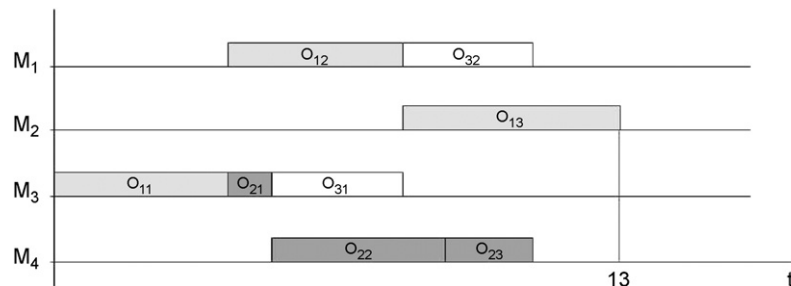 M₁ O₁₂ O₃₂
M₂ O₁₃
M₃ O₁₁ O₂₁ O₃₁
M₄ O₂₂ O₂₃
13 t